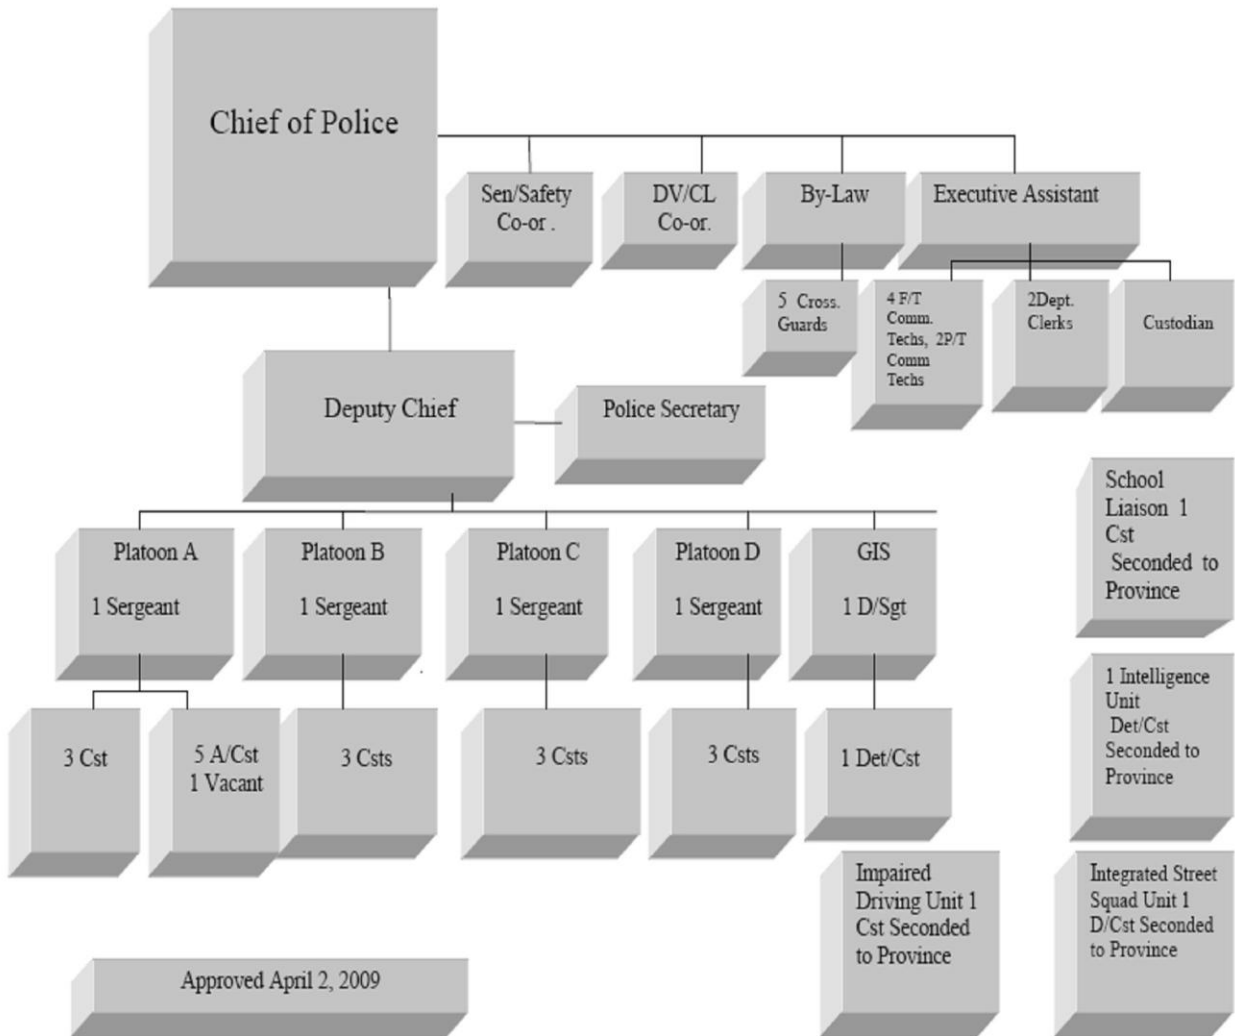 Chief of Police
Sen/Safety
Co-or .
DV/CL
Co-or.
By-Law
Executive Assistant
5 Cross.
Guards
4 F/T
Comm.
Techs, 2P/T
Comm
Techs
2Dept.
Clerks
Custodian
Deputy Chief
Police Secretary
School
Liaison 1
Cst
Seconded to
Province
Platoon A
1 Sergeant
Platoon B
1 Sergeant
Platoon C
1 Sergeant
Platoon D
1 Sergeant
GIS
1 D/Sgt
1 Intelligence
Unit
Det/Cst
Seconded to
Province
3 Cst
5 A/Cst
1 Vacant
3 Csts
3 Csts
3 Csts
1 Det/Cst
Impaired
Driving Unit 1
Cst Seconded
to Province
Integrated Street
Squad Unit 1
D/Cst Seconded
to Province
Approved April 2, 2009